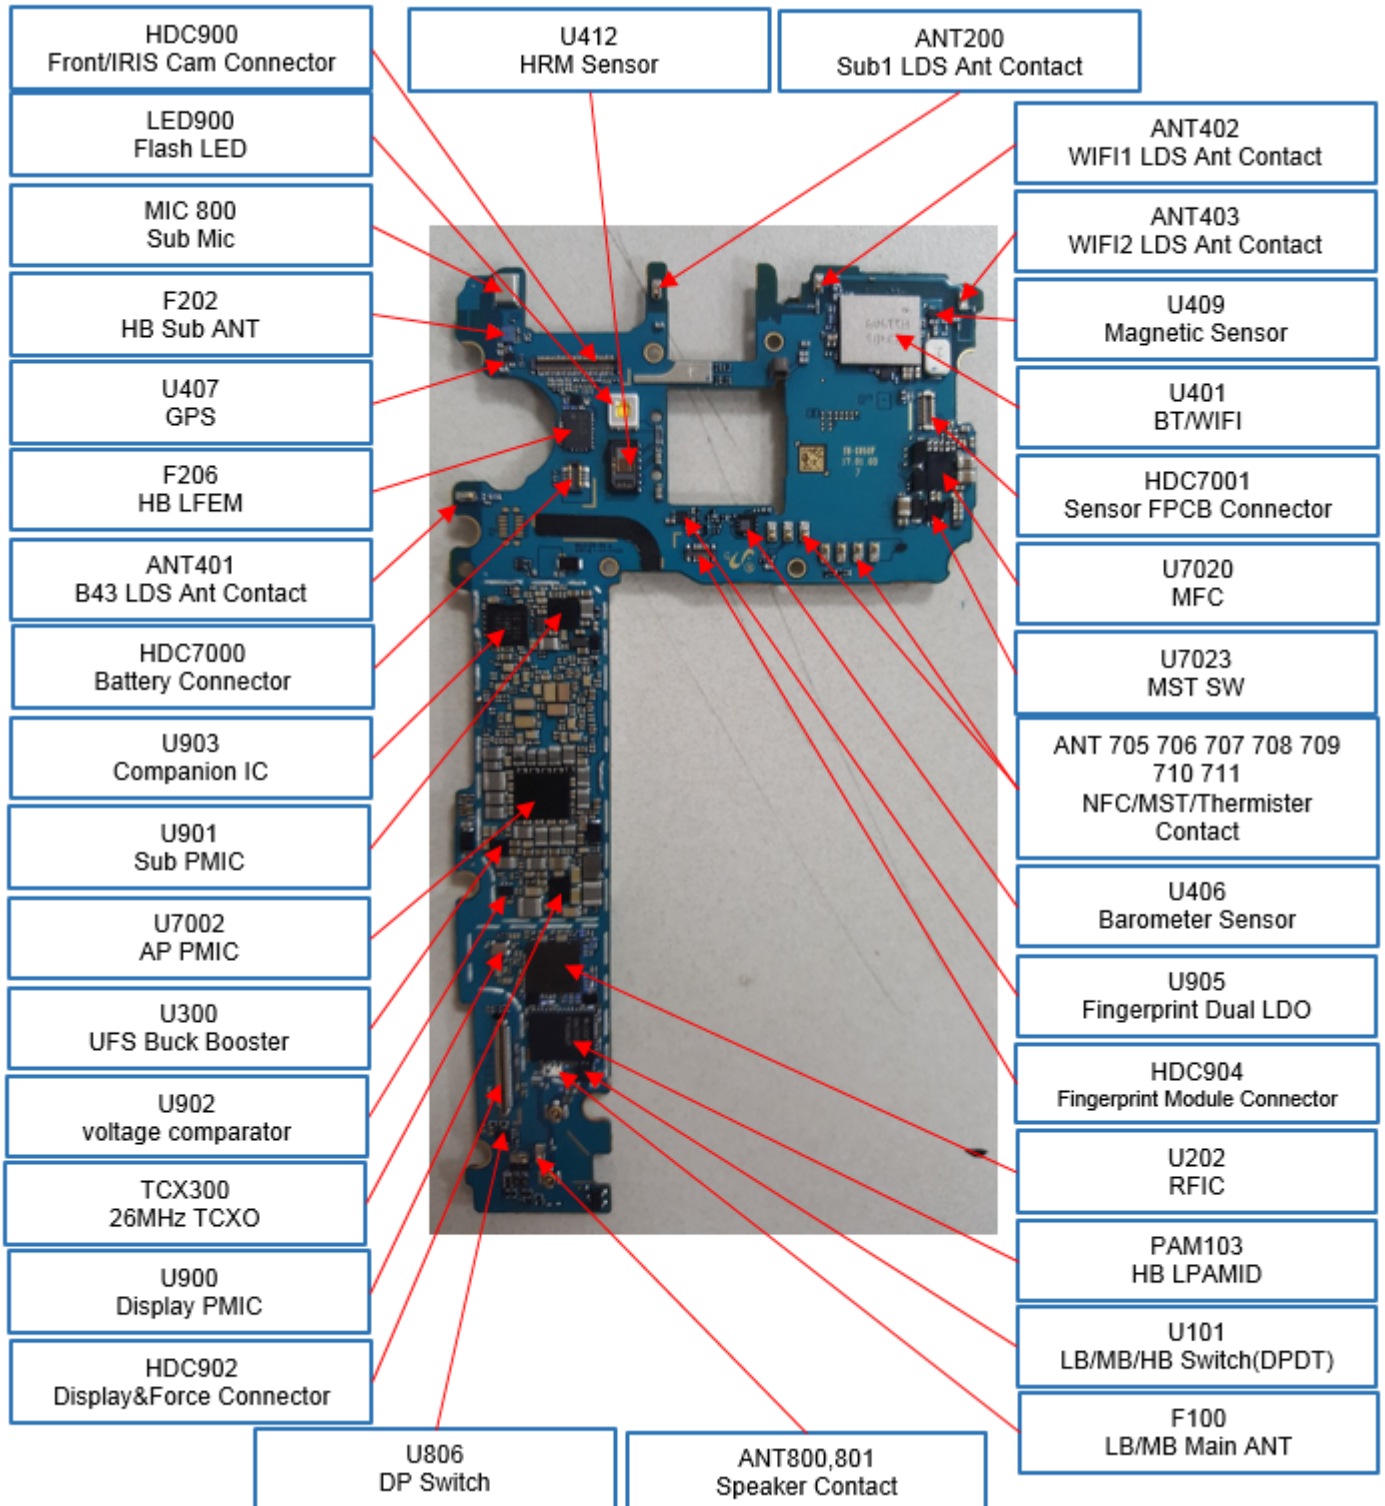 HDC900
Front/IRIS Cam Connector
U412
HRM Sensor
ANT200
Sub1 LDS Ant Contact
LED900
Flash LED
ANT402
WIFI1 LDS Ant Contact
MIC 800
Sub Mic
ANT403
WIFI2 LDS Ant Contact
F202
HB Sub ANT
U409
Magnetic Sensor
U407
GPS
U401
BT/WIFI
F206
HB LFEM
HDC7001
Sensor FPCB Connector
ANT401
B43 LDS Ant Contact
U7020
MFC
HDC7000
Battery Connector
U7023
MST SW
U903
Companion IC
ANT 705 706 707 708 709
710 711
NFC/MST/Thermister
Contact
U901
Sub PMIC
U406
Barometer Sensor
U7002
AP PMIC
U905
Fingerprint Dual LDO
U300
UFS Buck Booster
HDC904
Fingerprint Module Connector
U902
voltage comparator
U202
RFIC
TCX300
26MHz TCXO
PAM103
HB LPAMID
U900
Display PMIC
U101
LB/MB/HB Switch(DPDT)
HDC902
Display&Force Connector
F100
LB/MB Main ANT
U806
DP Switch
ANT800,801
Speaker Contact